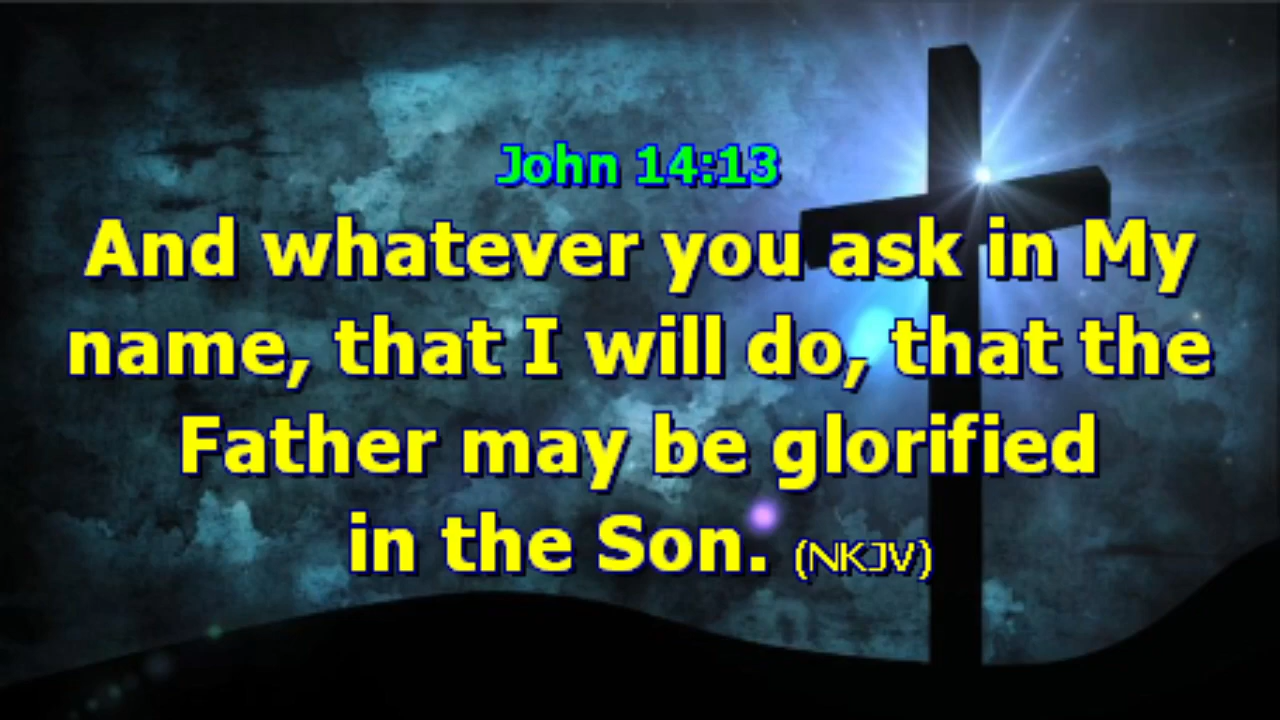 John 14:13
And whatever you ask in My
name, that I will do, that the
Father may be glorified
in the Son. (NKJV)